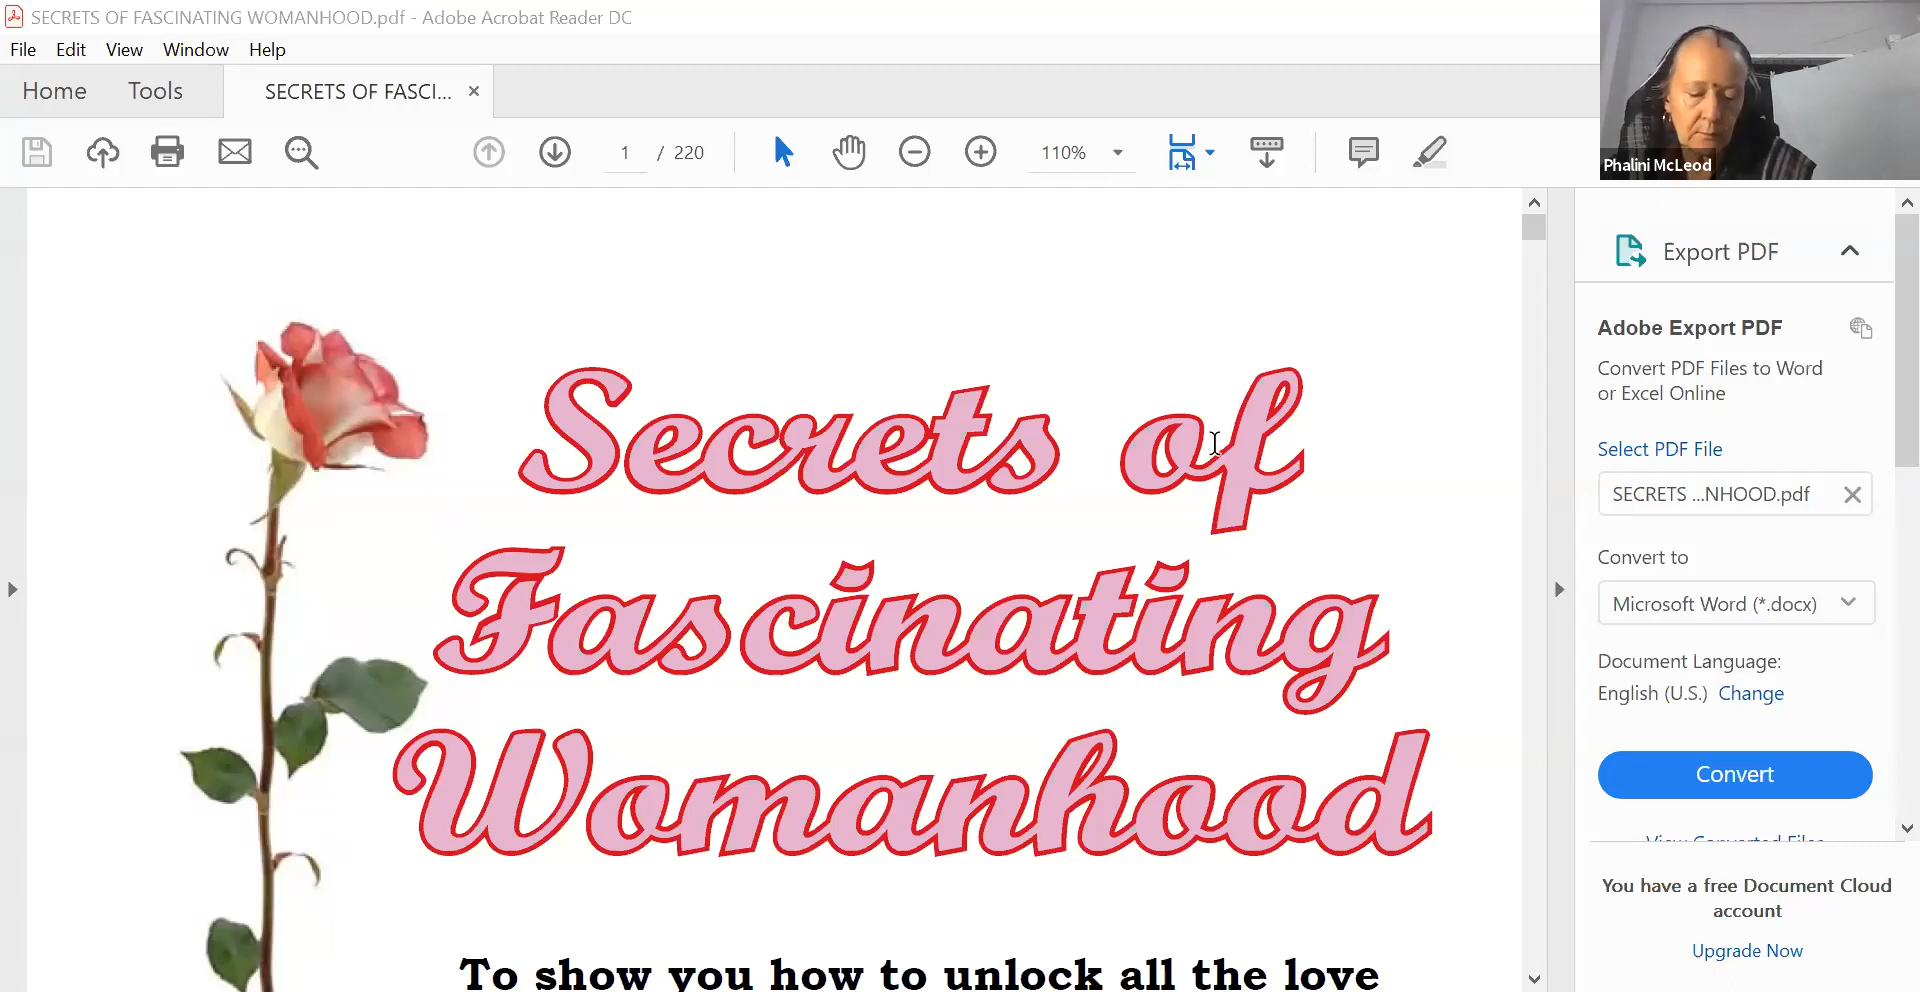 SECRETS OF FASCINATING WOMANHOOD.pdf - Adobe Acrobat Reader DC
File Edit View Window Help
Home Tools SECRETS OF FASCI... ×
1 / 220 110%
Phalini McLeod
Secrets of
Fascinating
Womanhood
To show you how to unlock all the love
Export PDF
Adobe Export PDF
Convert PDF Files to Word
or Excel Online
Select PDF File
SECRETS ...NHOOD.pdf
Convert to
Microsoft Word (*.docx)
Document Language:
English (U.S.) Change
Convert
View Converted Files
You have a free Document Cloud
account
Upgrade Now